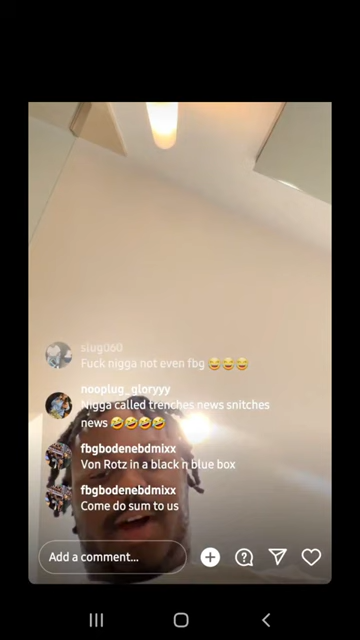 slug060
Fuck nigga not even fbg 😂😂😂
nooplug_gloryyy
Nigga called trenches news snitches
news 🤣🤣🤣🤣
fbgbodenebdmixx
Von Rotz in a black n blue box
fbgbodenebdmixx
Come do sum to us
Add a comment...